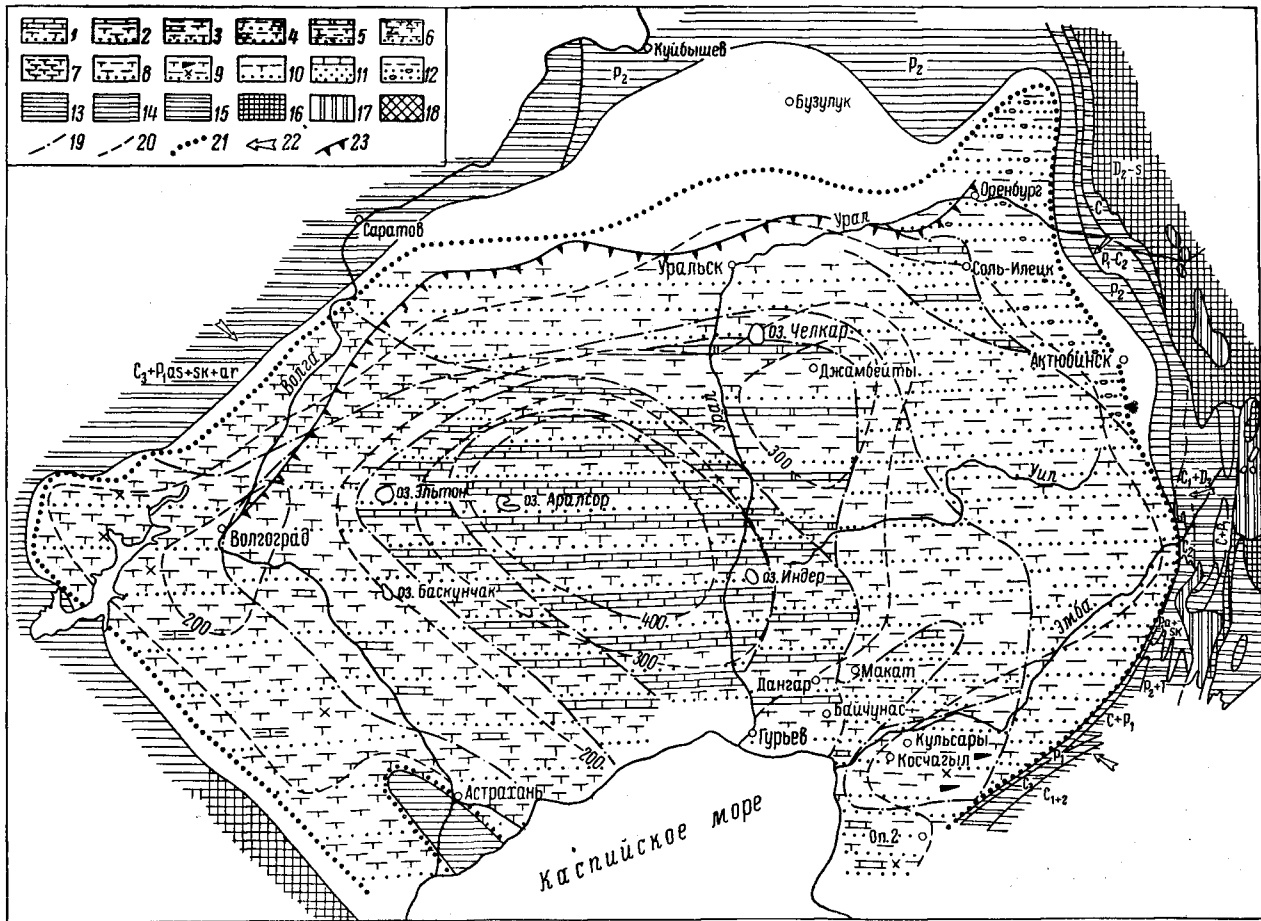 1 2 3 4 5 6
7 8 9 10 11 12
13 14 15 16 17 18
19 20 21 22 23
Куйбышев
P₂
P₂
Бузулук
D₂-S
Оренбург
C
Саратов
Урал
Уральск
Соль-Илецк
P₁-C₂
P₂
оз. Челкар
Актюбинск
Джамбейты
C₃+P₁as+sk+ar
Волга
Урал
300
Уил
C₁+D₃
оз. Эльтон
оз. Аралсор
Волгоград
оз. Индер
оз. Баскунчак
200
400
Эмба
300
Макат
Дангар
P₂+T
Байчунас
C+P₁
Гурьев
Кульсары
200
Косчагыл
P₁
C₃
C₁₊₂
Астрахань
Оп.2
Каспийское море